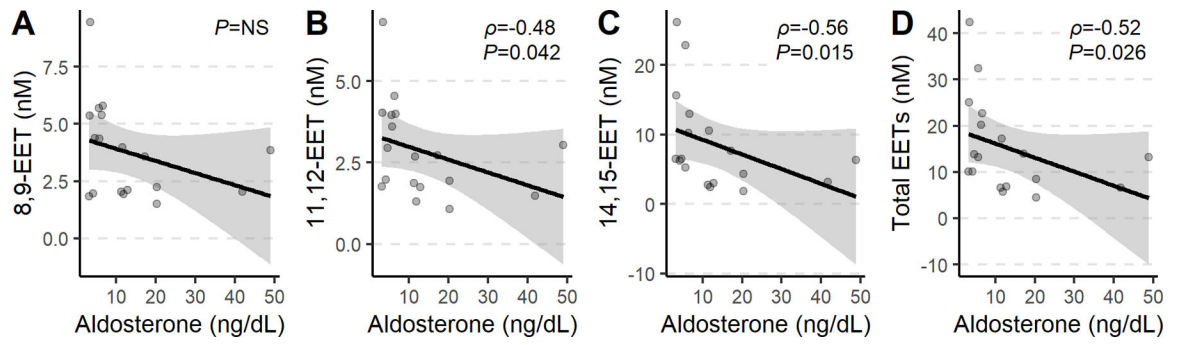 A
P=NS
8,9-EET (nM)
7.5
5.0
2.5
0.0
10 20 30 40 50
Aldosterone (ng/dL)
B
ρ=-0.48
P=0.042
11,12-EET (nM)
5.0
2.5
0.0
10 20 30 40 50
Aldosterone (ng/dL)
C
ρ=-0.56
P=0.015
14,15-EET (nM)
20
10
0
-10
10 20 30 40 50
Aldosterone (ng/dL)
D
ρ=-0.52
P=0.026
Total EETs (nM)
40
30
20
10
0
-10
10 20 30 40 50
Aldosterone (ng/dL)